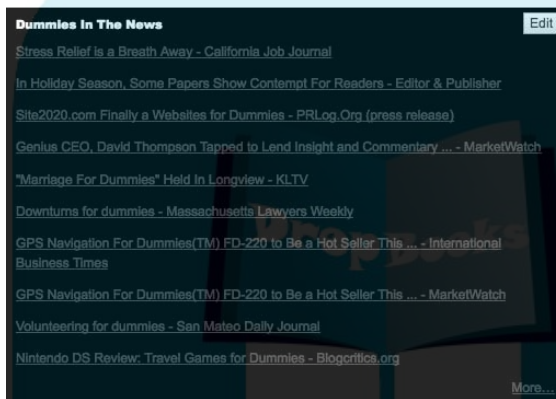 Dummies In The News
Edit
Stress Relief is a Breath Away - California Job Journal
In Holiday Season, Some Papers Show Contempt For Readers - Editor & Publisher
Site2020.com Finally a Websites for Dummies - PRLog.Org (press release)
Genius CEO, David Thompson Tapped to Lend Insight and Commentary ... - MarketWatch
"Marriage For Dummies" Held In Longview - KLTV
Downturns for dummies - Massachusetts Lawyers Weekly
GPS Navigation For Dummies(TM) FD-220 to Be a Hot Seller This ... - International
Business Times
GPS Navigation For Dummies(TM) FD-220 to Be a Hot Seller This ... - MarketWatch
Volunteering for dummies - San Mateo Daily Journal
Nintendo DS Review: Travel Games for Dummies - Blogcritics.org
More...
Drop Books